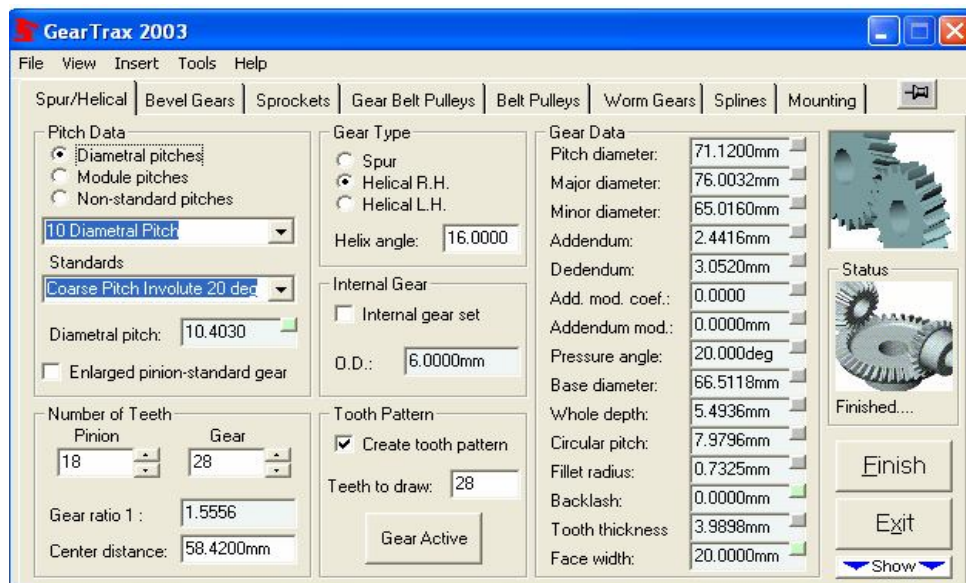 GearTrax 2003
File View Insert Tools Help
Spur/Helical Bevel Gears Sprockets Gear Belt Pulleys Belt Pulleys Worm Gears Splines Mounting
Pitch Data
Diametral pitches
Module pitches
Non-standard pitches
10 Diametral Pitch
Standards
Coarse Pitch Involute 20 deg
Diametral pitch: 10.4030
Enlarged pinion-standard gear
Number of Teeth
Pinion Gear
18 28
Gear ratio 1 : 1.5556
Center distance: 58.4200mm
Gear Type
Spur
Helical R.H.
Helical L.H.
Helix angle: 16.0000
Internal Gear
Internal gear set
O.D.: 6.0000mm
Tooth Pattern
Create tooth pattern
Teeth to draw: 28
Gear Active
Gear Data
Pitch diameter: 71.1200mm
Major diameter: 76.0032mm
Minor diameter: 65.0160mm
Addendum: 2.4416mm
Dedendum: 3.0520mm
Add. mod. coef.: 0.0000
Addendum mod.: 0.0000mm
Pressure angle: 20.000deg
Base diameter: 66.5118mm
Whole depth: 5.4936mm
Circular pitch: 7.9796mm
Fillet radius: 0.7325mm
Backlash: 0.0000mm
Tooth thickness 3.9898mm
Face width: 20.0000mm
Status
Finished....
Finish
Exit
Show